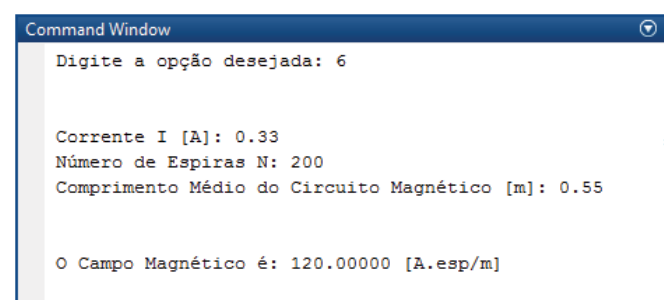 Command Window
Digite a opção desejada: 6
Corrente I [A]: 0.33
Número de Espiras N: 200
Comprimento Médio do Circuito Magnético [m]: 0.55
O Campo Magnético é: 120.00000 [A.esp/m]